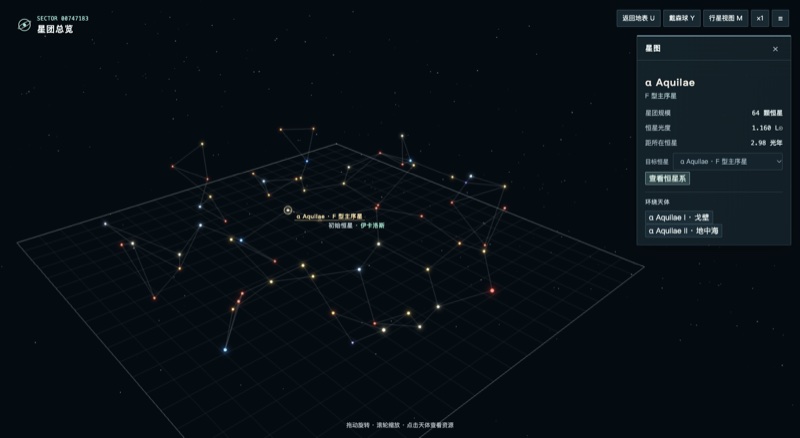 SECTOR 00747183
星团总览
返回地表 U
戴森球 Y
行星视图 M
×1
≡
星图
×
α Aquilae
F 型主序星
星团规模 64 颗恒星
恒星光度 1.160 L☉
距所在恒星 2.98 光年
目标恒星 α Aquilae · F 型主序星
查看恒星系
环绕天体
α Aquilae I · 戈壁
α Aquilae II · 地中海
α Aquilae · F 型主序星
初始恒星 · 伊卡洛斯
拖动旋转 · 滚轮缩放 · 点击天体查看资源